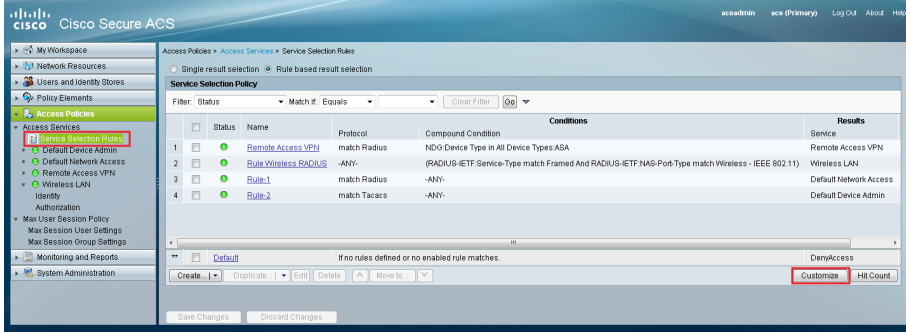 CISCO Cisco Secure ACS
acsadmin acs (Primary) Log Out About Help
My Workspace
Network Resources
Users and Identity Stores
Policy Elements
Access Policies
Access Services
Service Selection Rules
Default Device Admin
Default Network Access
Remote Access VPN
Wireless LAN
Identity
Authorization
Max User Session Policy
Max Session User Settings
Max Session Group Settings
Monitoring and Reports
System Administration
Access Policies > Access Services > Service Selection Rules
Single result selection Rule based result selection
Service Selection Policy
Filter: Status Match if: Equals Clear Filter Go
Conditions Results
Status Name Protocol Compound Condition Service
1 Remote Access VPN match Radius NDG:Device Type in All Device Types:ASA Remote Access VPN
2 Rule Wireless RADIUS -ANY- (RADIUS-IETF:Service-Type match Framed And RADIUS-IETF:NAS-Port-Type match Wireless - IEEE 802.11) Wireless LAN
3 Rule-1 match Radius -ANY- Default Network Access
4 Rule-2 match Tacacs -ANY- Default Device Admin
** Default If no rules defined or no enabled rule matches. DenyAccess
Create... | Duplicate... | Edit Delete ^ Move to... V Customize Hit Count
Save Changes Discard Changes